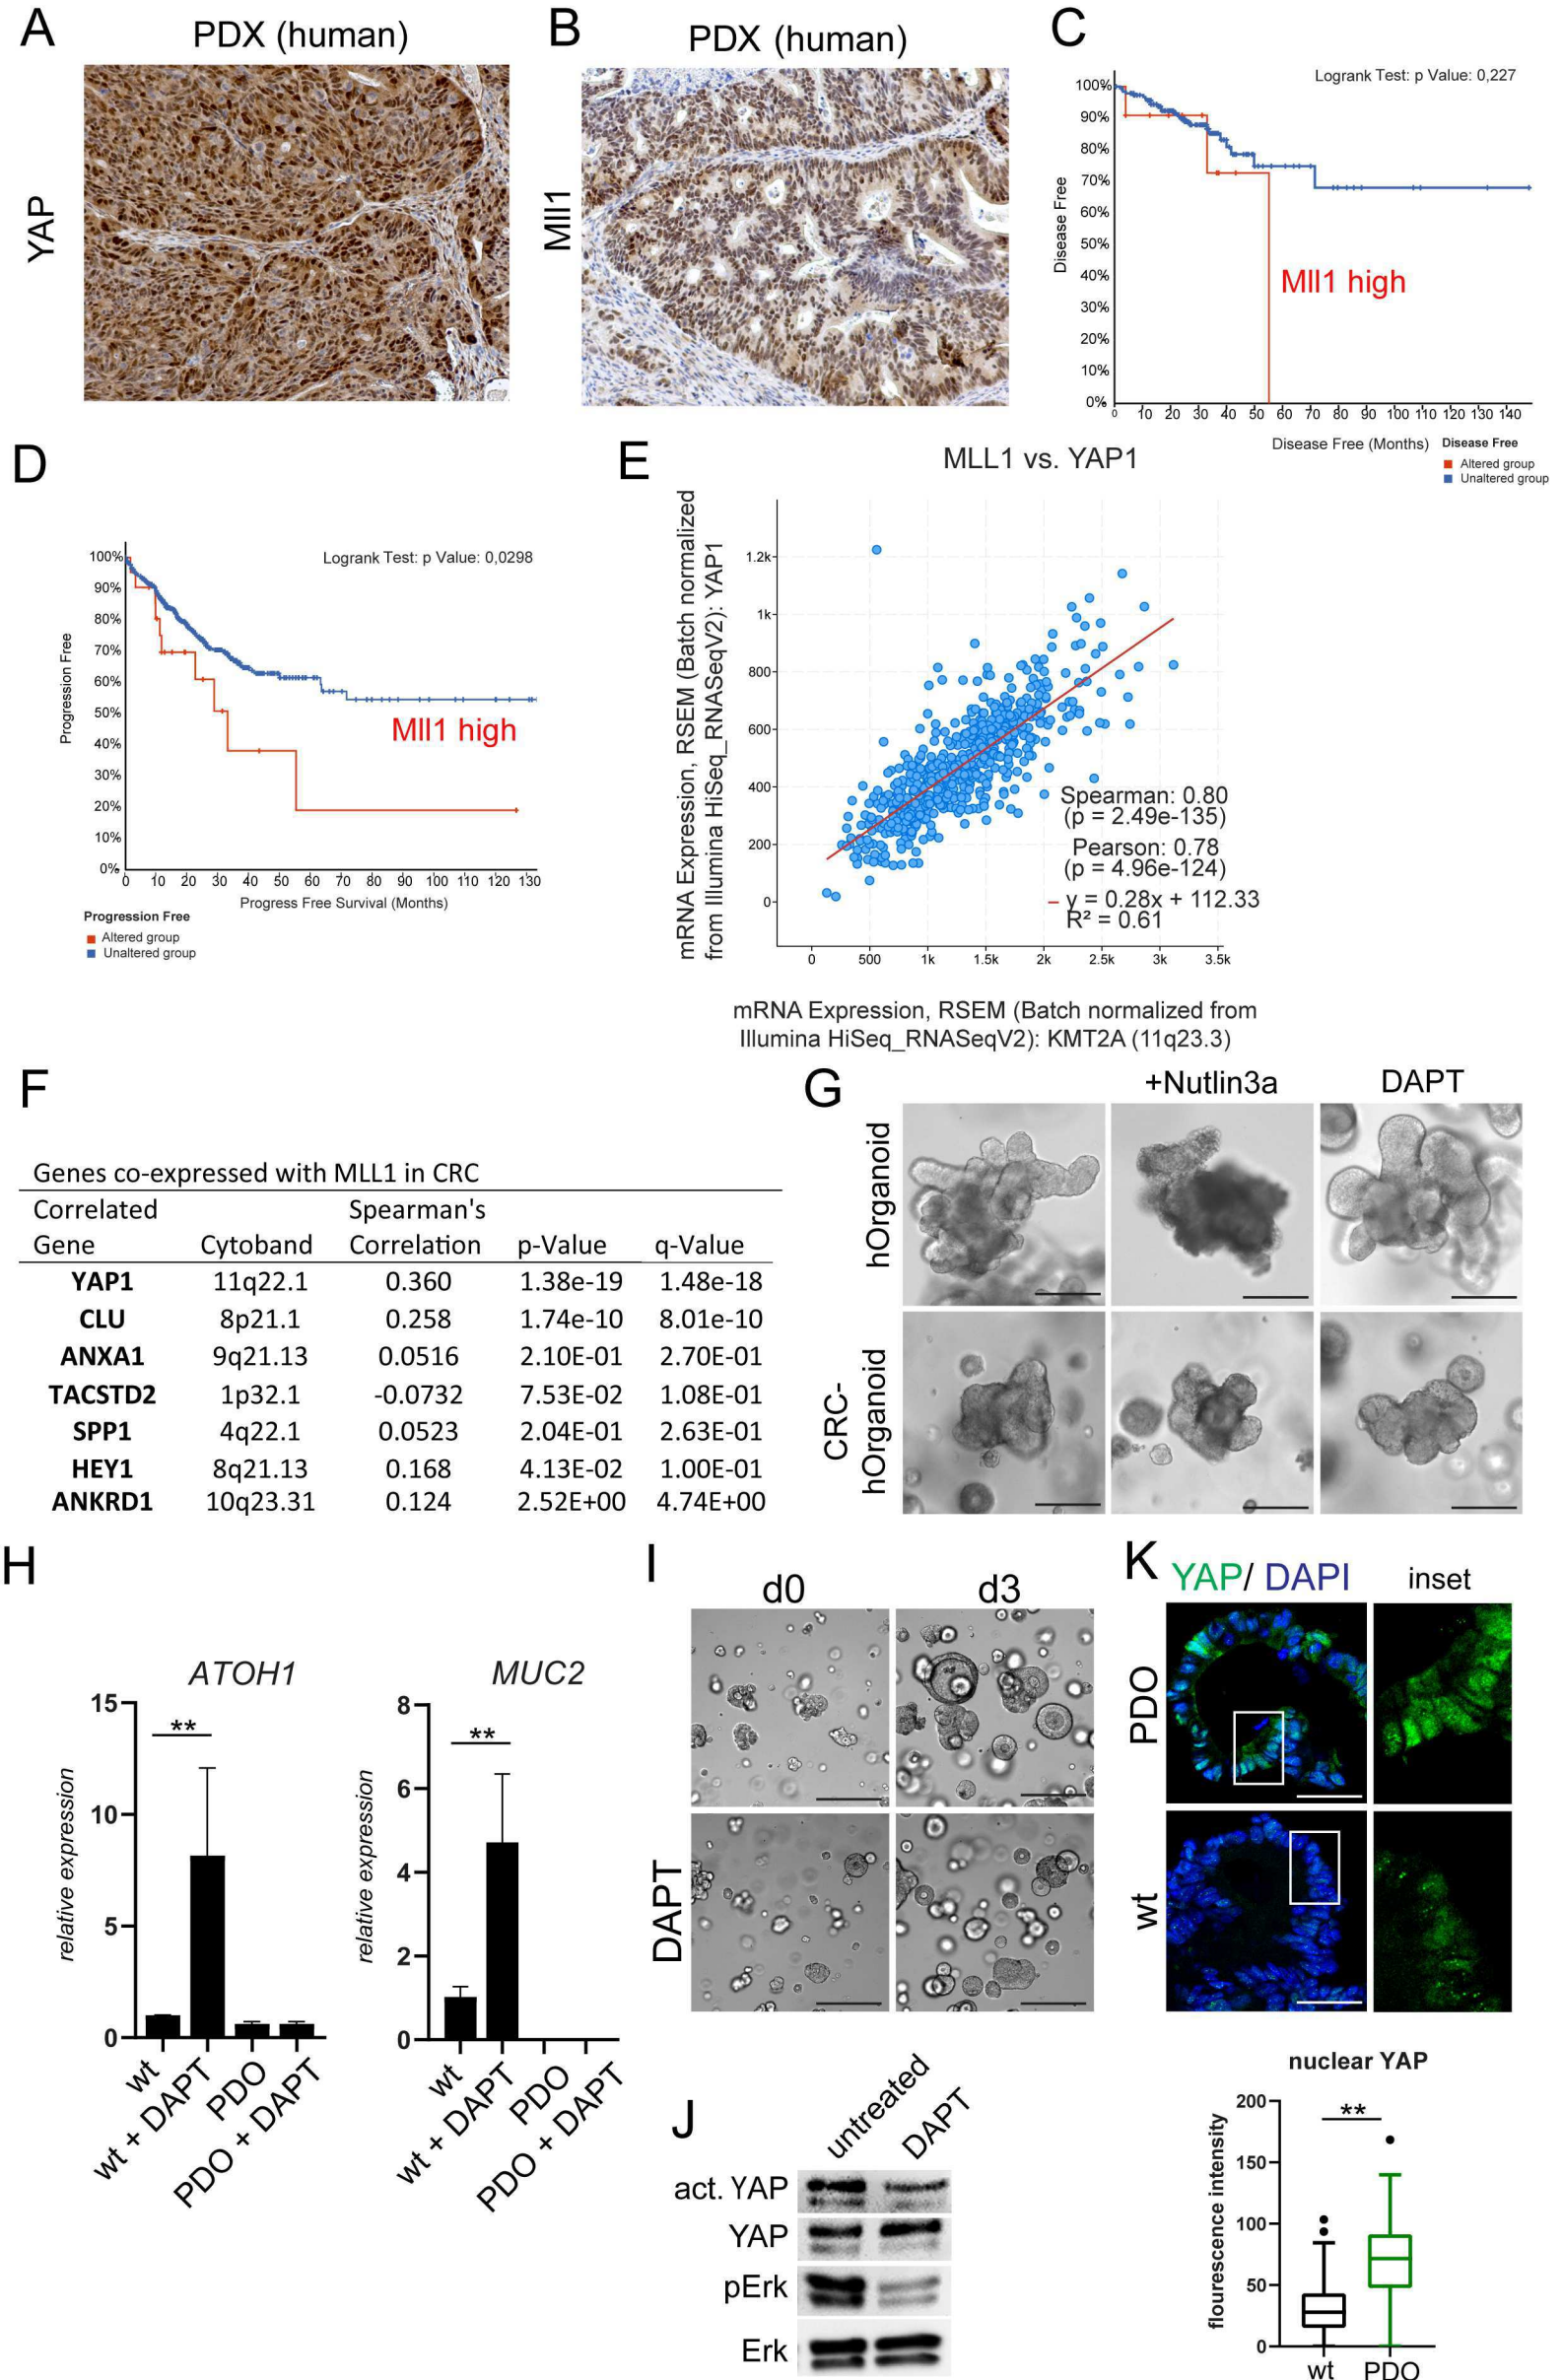 A
PDX (human)
YAP
B
PDX (human)
Mll1
C
Logrank Test: p Value: 0,227
100%
90%
80%
70%
60%
50%
40%
30%
20%
10%
0%
Disease Free
Mll1 high
0 10 20 30 40 50 60 70 80 90 100 110 120 130 140
Disease Free (Months)
Disease Free
Altered group
Unaltered group
D
Logrank Test: p Value: 0,0298
100%
90%
80%
70%
60%
50%
40%
30%
20%
10%
0%
Progression Free
Mll1 high
0 10 20 30 40 50 60 70 80 90 100 110 120 130
Progress Free Survival (Months)
Progression Free
Altered group
Unaltered group
E
MLL1 vs. YAP1
mRNA Expression, RSEM (Batch normalized
from Illumina HiSeq_RNASeqV2): YAP1
1.2k
1k
800
600
400
200
0
Spearman: 0.80
(p = 2.49e-135)
Pearson: 0.78
(p = 4.96e-124)
y = 0.28x + 112.33
R² = 0.61
0 500 1k 1.5k 2k 2.5k 3k 3.5k
mRNA Expression, RSEM (Batch normalized from
Illumina HiSeq_RNASeqV2): KMT2A (11q23.3)
F
Genes co-expressed with MLL1 in CRC
Correlated Spearman's
Gene Cytoband Correlation p-Value q-Value
YAP1 11q22.1 0.360 1.38e-19 1.48e-18
CLU 8p21.1 0.258 1.74e-10 8.01e-10
ANXA1 9q21.13 0.0516 2.10E-01 2.70E-01
TACSTD2 1p32.1 -0.0732 7.53E-02 1.08E-01
SPP1 4q22.1 0.0523 2.04E-01 2.63E-01
HEY1 8q21.13 0.168 4.13E-02 1.00E-01
ANKRD1 10q23.31 0.124 2.52E+00 4.74E+00
G
+Nutlin3a
DAPT
hOrganoid
CRC-
hOrganoid
H
ATOH1
relative expression
15
10
5
0
**
wt
wt + DAPT
PDO
PDO + DAPT
MUC2
relative expression
8
6
4
2
0
**
wt
wt + DAPT
PDO
PDO + DAPT
I
d0
d3
DAPT
J
untreated
DAPT
act. YAP
YAP
pErk
Erk
K
YAP/ DAPI
inset
PDO
wt
nuclear YAP
flourescence intensity
200
150
100
50
0
**
wt
PDO